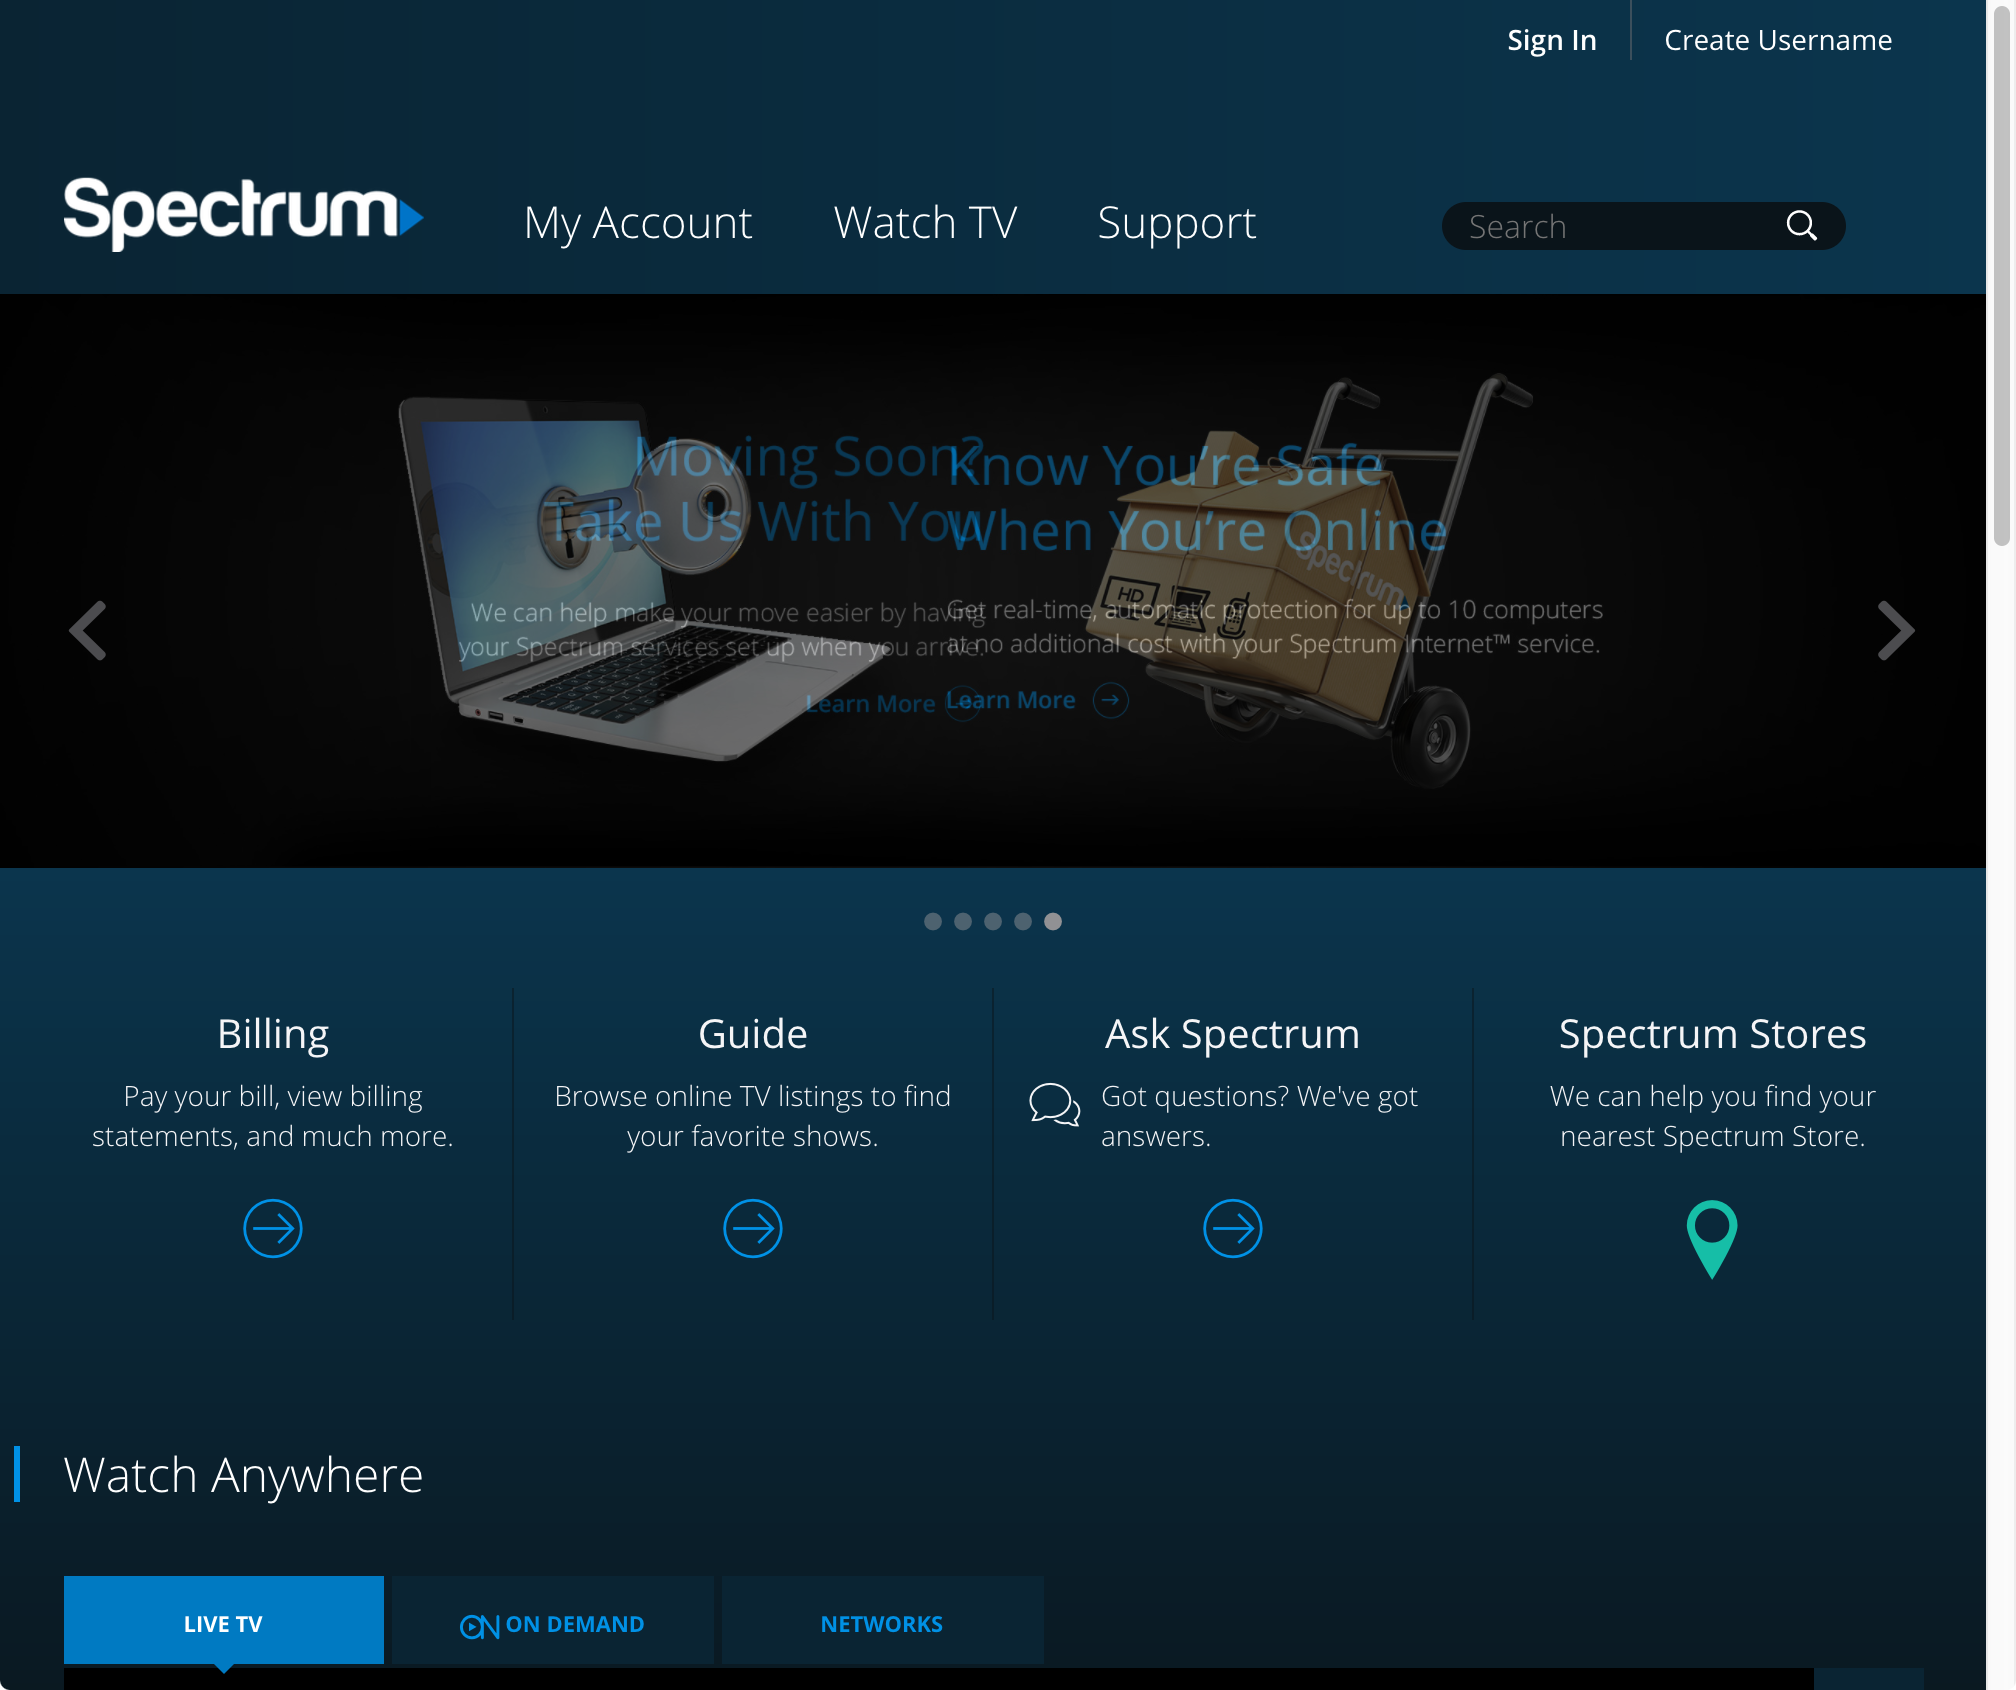 Sign In
Create Username
Spectrum
My Account
Watch TV
Support
Search
Moving Soon?
Take Us With You
We can help make your move easier by having
your Spectrum services set up when you arrive.
Learn More
Know You're Safe
When You're Online
Get real-time, automatic protection for up to 10 computers
at no additional cost with your Spectrum Internet™ service.
Learn More
HD
Spectrum
Billing
Pay your bill, view billing
statements, and much more.
Guide
Browse online TV listings to find
your favorite shows.
Ask Spectrum
Got questions? We've got
answers.
Spectrum Stores
We can help you find your
nearest Spectrum Store.
Watch Anywhere
LIVE TV
ON ON DEMAND
NETWORKS